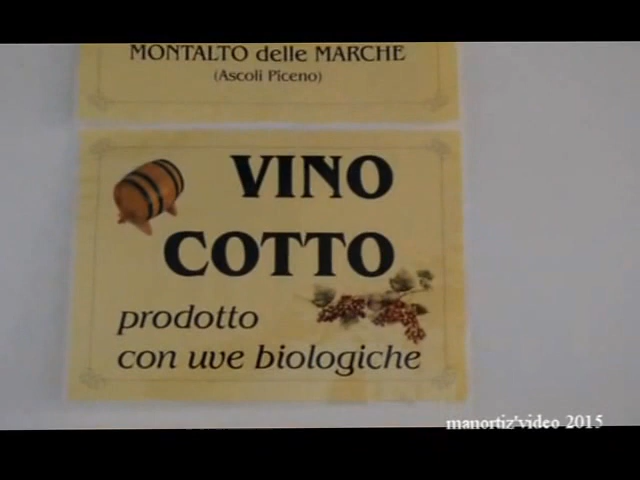 MONTALTO delle MARCHE
(Ascoli Piceno)
VINO
COTTO
prodotto
con uve biologiche
manortiz'video 2015